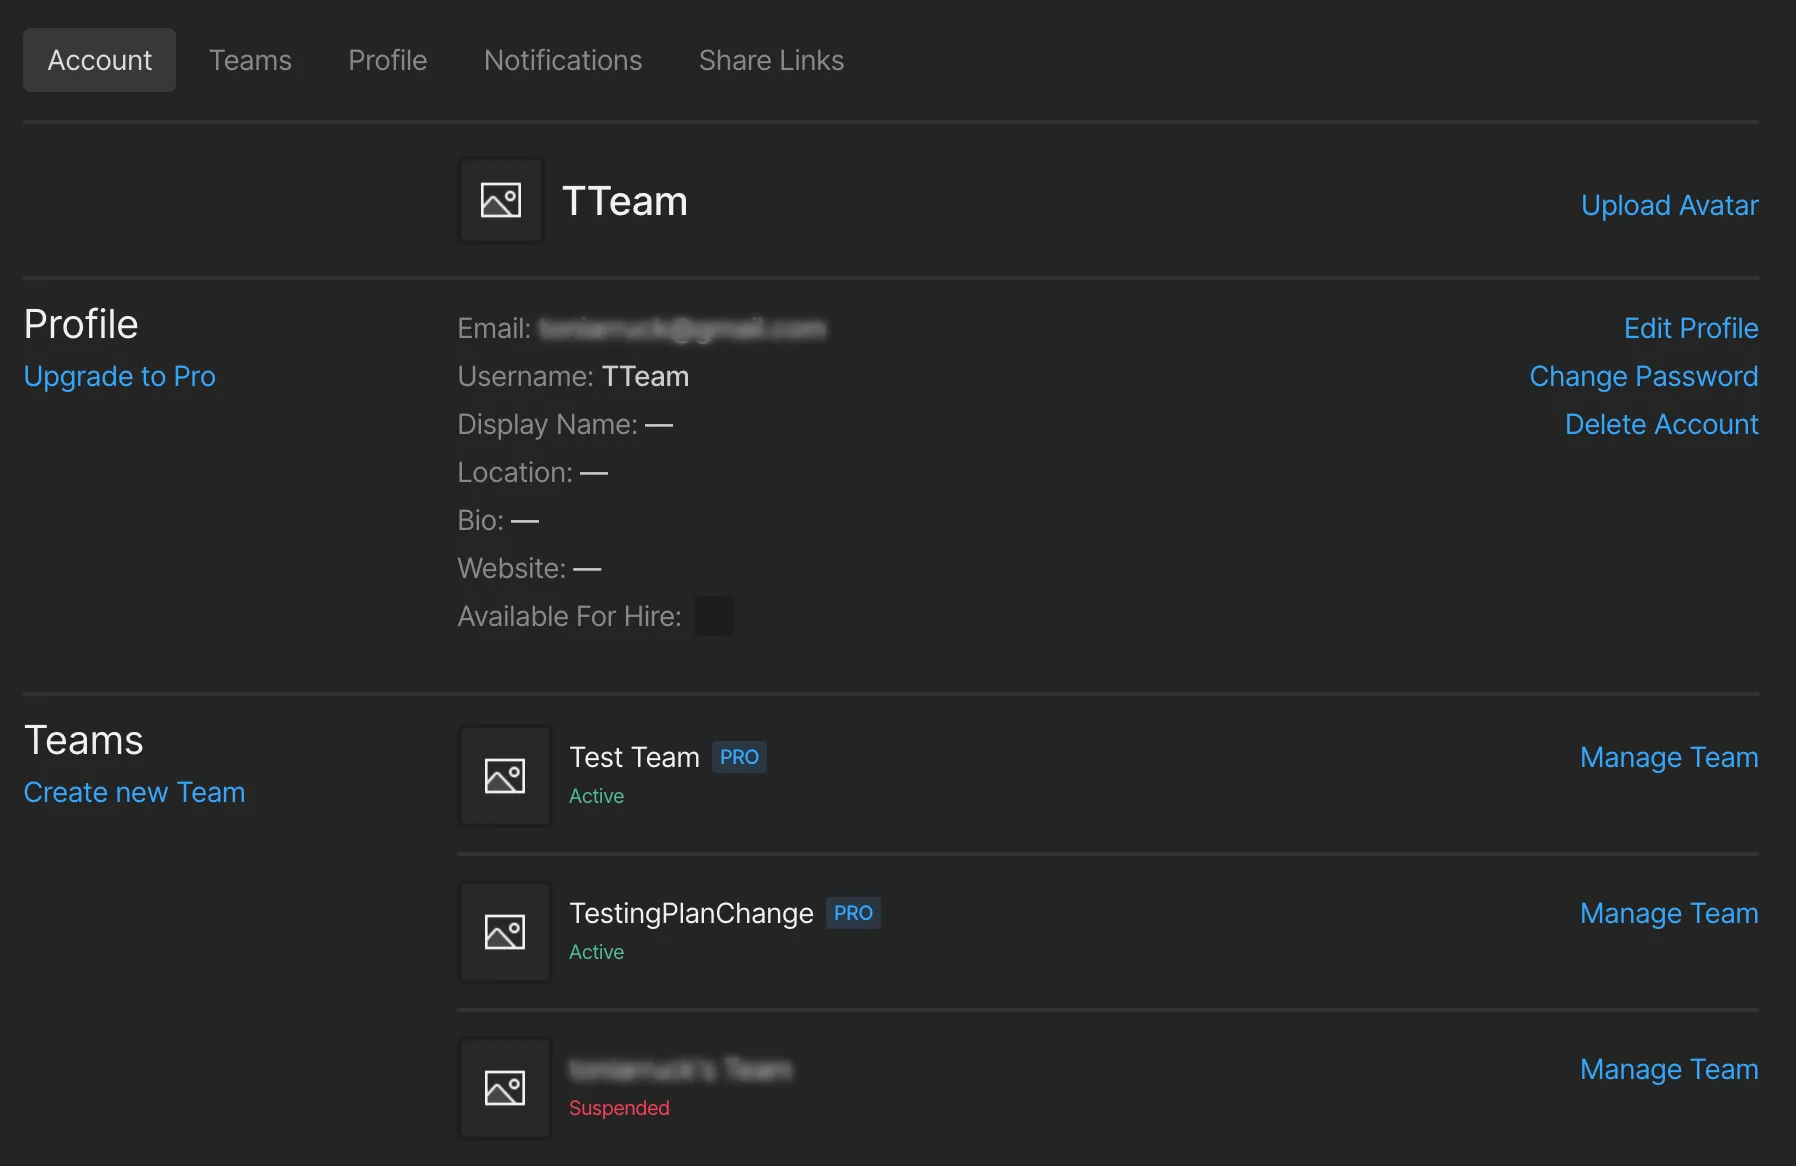 Account Teams Profile Notifications Share Links
TTeam
Upload Avatar
Profile
Upgrade to Pro
Email:
Username: TTeam
Display Name: —
Location: —
Bio: —
Website: —
Available For Hire:
Edit Profile
Change Password
Delete Account
Teams
Create new Team
Test Team PRO
Active
Manage Team
TestingPlanChange PRO
Active
Manage Team
Suspended
Manage Team